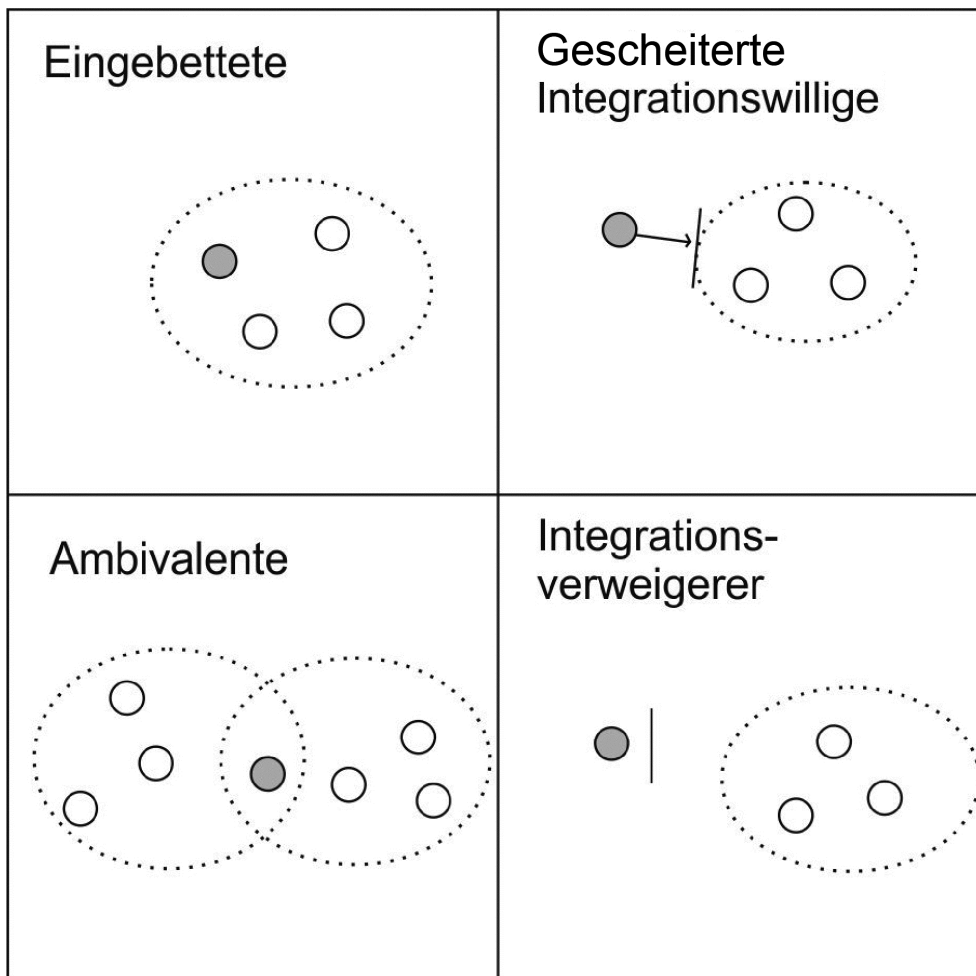 Eingebettete
Gescheiterte
Integrationswillige
Ambivalente
Integrations-
verweigerer